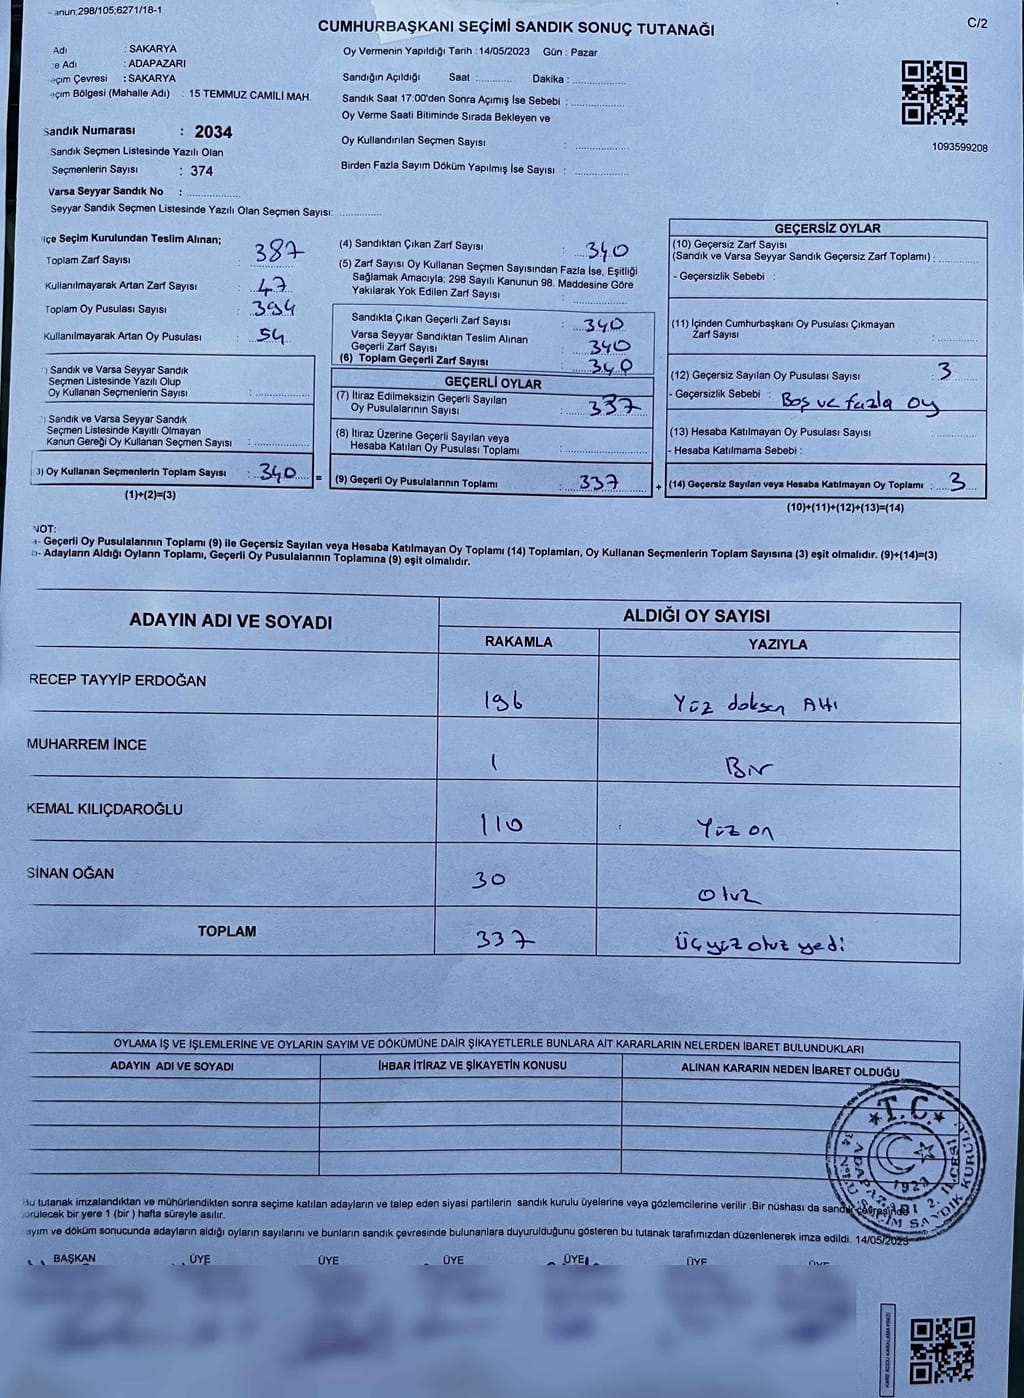 anun;298/105;6271/18-1
CUMHURBAŞKANI SEÇİMİ SANDIK SONUÇ TUTANAĞI
C/2
Adı : SAKARYA
e Adı : ADAPAZARI
eçim Çevresi : SAKARYA
eçim Bölgesi (Mahalle Adı) : 15 TEMMUZ CAMİLİ MAH.
Sandık Numarası : 2034
Sandık Seçmen Listesinde Yazılı Olan
Seçmenlerin Sayısı : 374
Varsa Seyyar Sandık No : ..................
Seyyar Sandık Seçmen Listesinde Yazılı Olan Seçmen Sayısı: ..............
Oy Vermenin Yapıldığı Tarih : 14/05/2023 Gün : Pazar
Sandığın Açıldığı Saat :............ Dakika :..................
Sandık Saat 17:00'den Sonra Açımış İse Sebebi :..................
Oy Verme Saati Bitiminde Sırada Bekleyen ve
Oy Kullandırılan Seçmen Sayısı : ..................
Birden Fazla Sayım Döküm Yapılmış İse Sayısı : ..................
1093599208
lçe Seçim Kurulundan Teslim Alınan;
Toplam Zarf Sayısı : 387
Kullanılmayarak Artan Zarf Sayısı : 47
Toplam Oy Pusulası Sayısı : 394
Kullanılmayarak Artan Oy Pusulası : 54
) Sandık ve Varsa Seyyar Sandık
Seçmen Listesinde Yazılı Olup
Oy Kullanan Seçmenlerin Sayısı :..................
) Sandık ve Varsa Seyyar Sandık
Seçmen Listesinde Kayıtlı Olmayan
Kanun Gereği Oy Kullanan Seçmen Sayısı :..................
3) Oy Kullanan Seçmenlerin Toplam Sayısı : 340 =
(1)+(2)=(3)
(4) Sandıktan Çıkan Zarf Sayısı : 340
(5) Zarf Sayısı Oy Kullanan Seçmen Sayısından Fazla İse, Eşitliği
Sağlamak Amacıyla; 298 Sayılı Kanunun 98. Maddesine Göre
Yakılarak Yok Edilen Zarf Sayısı : ..................
Sandıkta Çıkan Geçerli Zarf Sayısı : 340
Varsa Seyyar Sandıktan Teslim Alınan
Geçerli Zarf Sayısı : 340
(6) Toplam Geçerli Zarf Sayısı : 340
GEÇERLİ OYLAR
(7) İtiraz Edilmeksizin Geçerli Sayılan
Oy Pusulalarının Sayısı : 337
(8) İtiraz Üzerine Geçerli Sayılan veya
Hesaba Katılan Oy Pusulası Toplamı :..................
(9) Geçerli Oy Pusulalarının Toplamı : 337 +
GEÇERSİZ OYLAR
(10) Geçersiz Zarf Sayısı
(Sandık ve Varsa Seyyar Sandık Geçersiz Zarf Toplamı) : ............
- Geçersizlik Sebebi :
(11) İçinden Cumhurbaşkanı Oy Pusulası Çıkmayan
Zarf Sayısı :............
(12) Geçersiz Sayılan Oy Pusulası Sayısı : 3
- Geçersizlik Sebebi : Boş ve fazla oy
(13) Hesaba Katılmayan Oy Pusulası Sayısı ............
- Hesaba Katılmama Sebebi :
(14) Geçersiz Sayılan veya Hesaba Katılmayan Oy Toplamı : 3
(10)+(11)+(12)+(13)=(14)
NOT:
a- Geçerli Oy Pusulalarının Toplamı (9) ile Geçersiz Sayılan veya Hesaba Katılmayan Oy Toplamı (14) Toplamları, Oy Kullanan Seçmenlerin Toplam Sayısına (3) eşit olmalıdır. (9)+(14)=(3)
b- Adayların Aldığı Oyların Toplamı, Geçerli Oy Pusulalarının Toplamına (9) eşit olmalıdır.
ADAYIN ADI VE SOYADI
ALDIĞI OY SAYISI
RAKAMLA YAZIYLA
RECEP TAYYİP ERDOĞAN 196 Yüz doksan Altı
MUHARREM İNCE 1 Bir
KEMAL KILIÇDAROĞLU 110 Yüz on
SİNAN OĞAN 30 Otuz
TOPLAM 337 Üçyüz otuz yedi
OYLAMA İŞ VE İŞLEMLERİNE VE OYLARIN SAYIM VE DÖKÜMÜNE DAİR ŞİKAYETLERLE BUNLARA AİT KARARLARIN NELERDEN İBARET BULUNDUKLARI
ADAYIN ADI VE SOYADI İHBAR İTİRAZ VE ŞİKAYETİN KONUSU ALINAN KARARIN NEDEN İBARET OLDUĞU
T.C.
1923
ADAPAZARI 2. İLÇESİ
SEÇİM SANDIK KURULU
Bu tutanak imzalandıktan ve mühürlendikten sonra seçime katılan adayların ve talep eden siyasi partilerin sandık kurulu üyelerine veya gözlemcilerine verilir .Bir nüshası da sandık çevresinde
görülecek bir yere 1 (bir ) hafta süreyle asılır.
ayım ve döküm sonucunda adayların aldığı oyların sayılarını ve bunların sandık çevresinde bulunanlara duyurulduğunu gösteren bu tutanak tarafımızdan düzenlenerek imza edildi. 14/05/2023
BAŞKAN ÜYE ÜYE ÜYE ÜYE ÜYE ÜYE